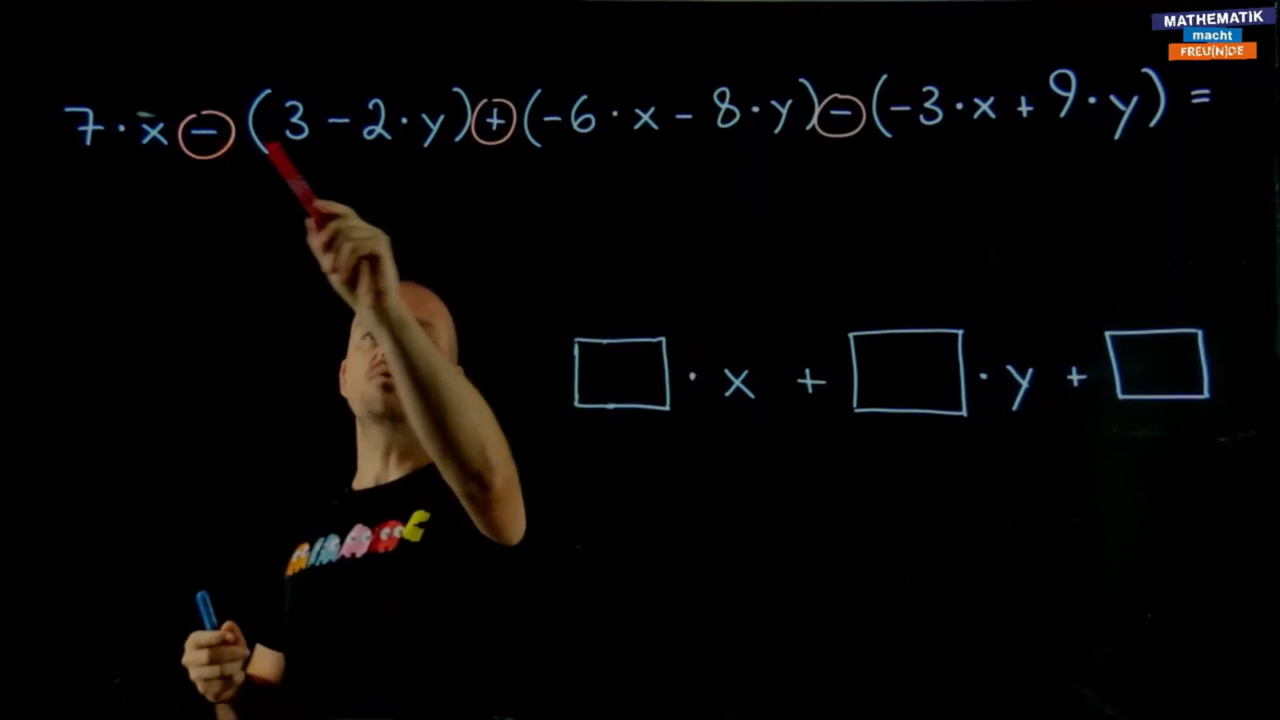 MATHEMATIK
macht
FREU(N)DE
7 · x − (3 − 2 · y) + (−6 · x − 8 · y) − (−3 · x + 9 · y) =
□ · x + □ · y + □